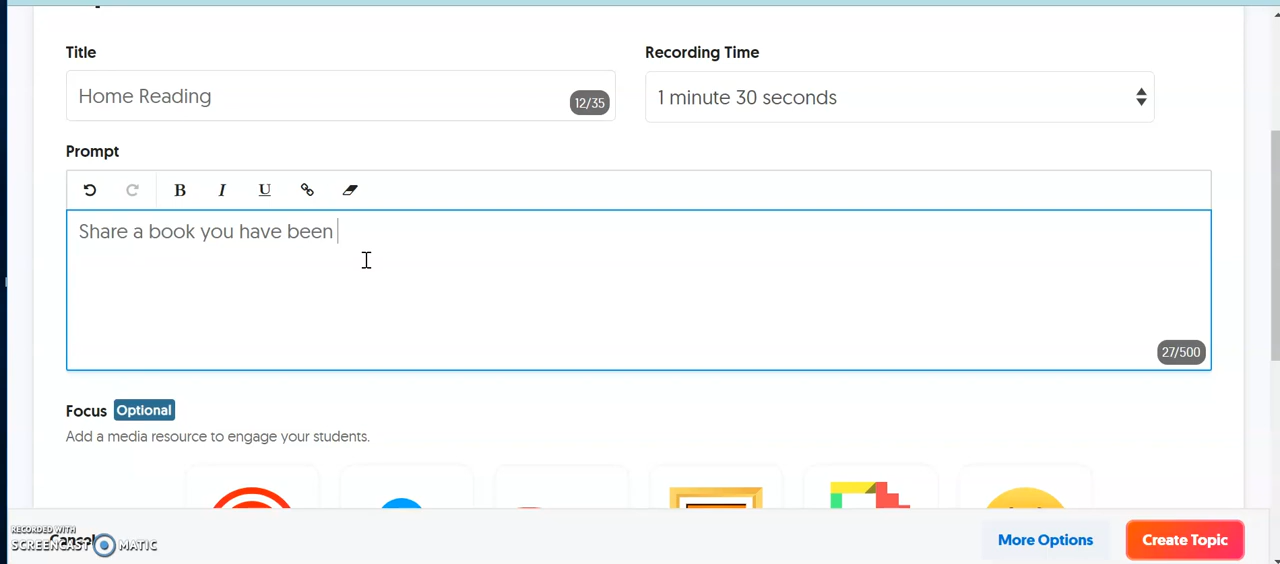 Title
Recording Time
Home Reading
12/35
1 minute 30 seconds
Prompt
B I U
Share a book you have been
27/500
Focus Optional
Add a media resource to engage your students.
RECORDED WITH
SCREENCAST MATIC
Cancel
More Options
Create Topic